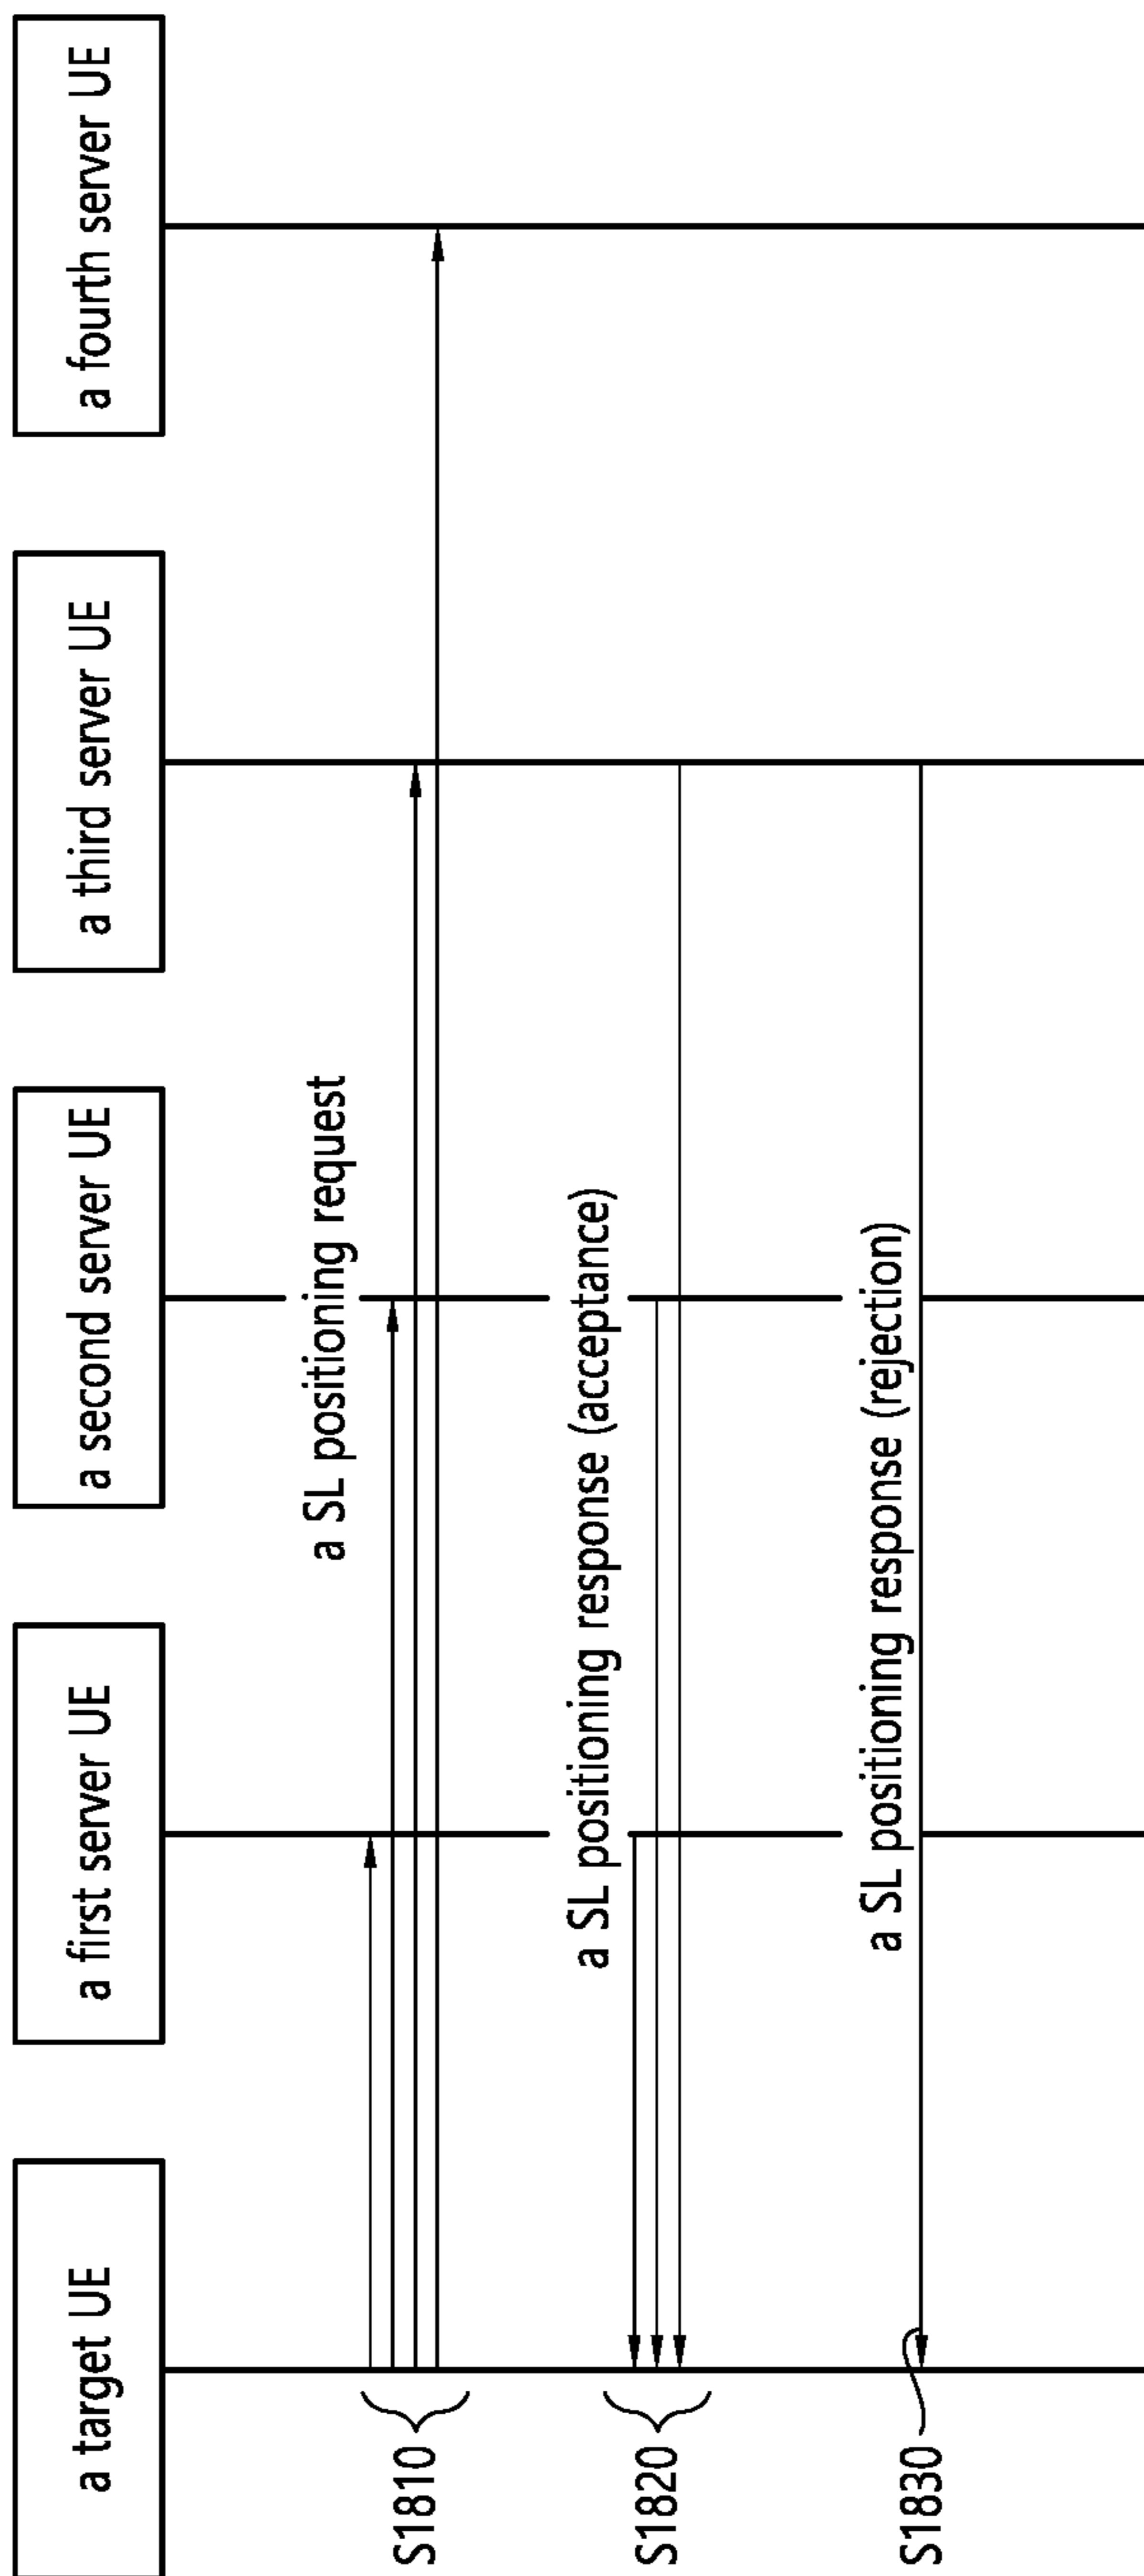 a target UE
a first server UE
a second server UE
a third server UE
a fourth server UE
a SL positioning request
S1810
a SL positioning response (acceptance)
S1820
a SL positioning response (rejection)
S1830